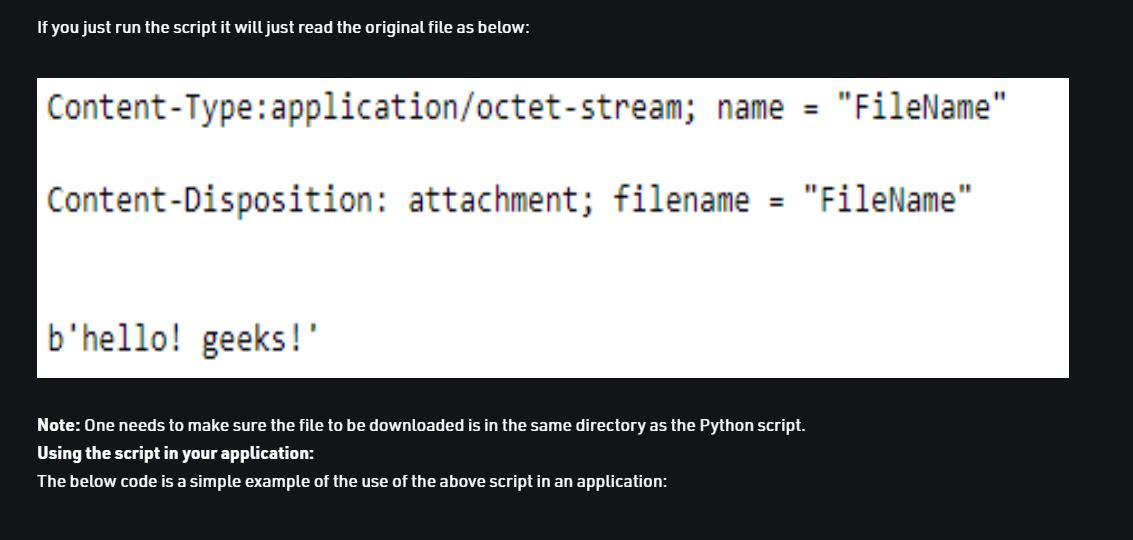 If you just run the script it will just read the original file as below:
Content-Type:application/octet-stream; name = "FileName"
Content-Disposition: attachment; filename = "FileName"
b'hello! geeks!'
Note: One needs to make sure the file to be downloaded is in the same directory as the Python script.
Using the script in your application:
The below code is a simple example of the use of the above script in an application: